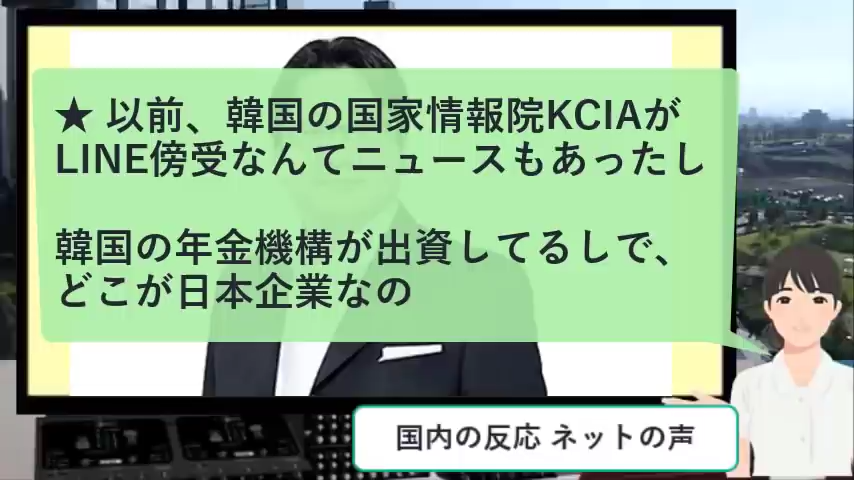 ★ 以前、韓国の国家情報院KCIAが
LINE傍受なんてニュースもあったし
韓国の年金機構が出資してるしで、
どこが日本企業なの
国内の反応 ネットの声